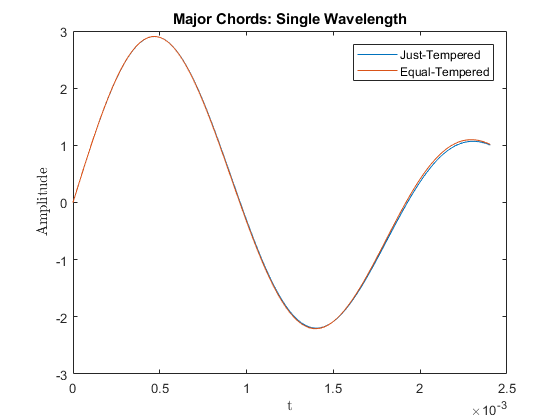 Major Chords: Single Wavelength
Just-Tempered
Equal-Tempered
3
2
1
0
-1
-2
-3
Amplitude
0
0.5
1
1.5
2
2.5
t
×10-3